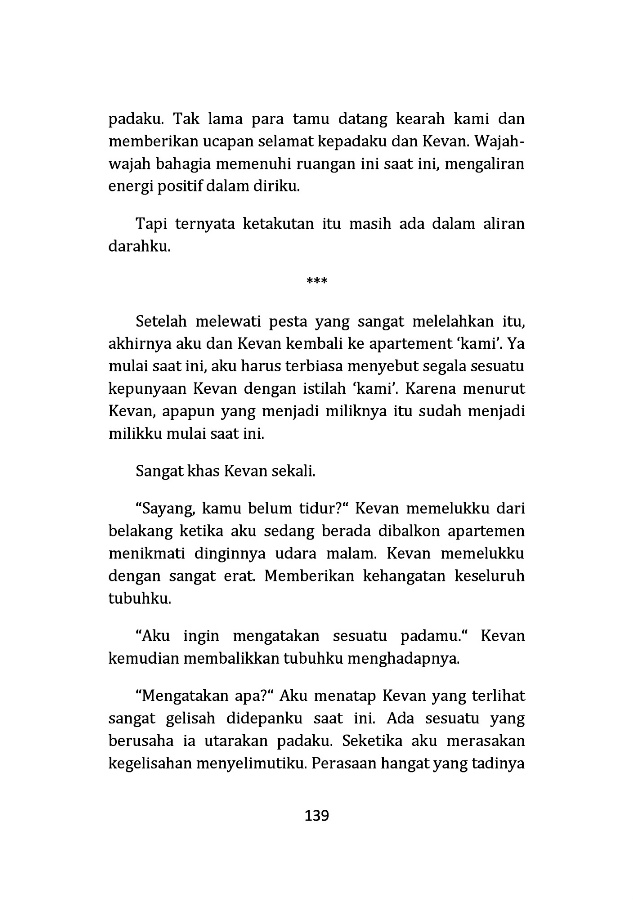 padaku. Tak lama para tamu datang kearah kami dan
memberikan ucapan selamat kepadaku dan Kevan. Wajah-
wajah bahagia memenuhi ruangan ini saat ini, mengaliran
energi positif dalam diriku.
Tapi ternyata ketakutan itu masih ada dalam aliran
darahku.
***
Setelah melewati pesta yang sangat melelahkan itu,
akhirnya aku dan Kevan kembali ke apartement ‘kami’. Ya
mulai saat ini, aku harus terbiasa menyebut segala sesuatu
kepunyaan Kevan dengan istilah ‘kami’. Karena menurut
Kevan, apapun yang menjadi miliknya itu sudah menjadi
milikku mulai saat ini.
Sangat khas Kevan sekali.
“Sayang, kamu belum tidur?“ Kevan memelukku dari
belakang ketika aku sedang berada dibalkon apartemen
menikmati dinginnya udara malam. Kevan memelukku
dengan sangat erat. Memberikan kehangatan keseluruh
tubuhku.
“Aku ingin mengatakan sesuatu padamu.“ Kevan
kemudian membalikkan tubuhku menghadapnya.
“Mengatakan apa?“ Aku menatap Kevan yang terlihat
sangat gelisah didepanku saat ini. Ada sesuatu yang
berusaha ia utarakan padaku. Seketika aku merasakan
kegelisahan menyelimutiku. Perasaan hangat yang tadinya
139